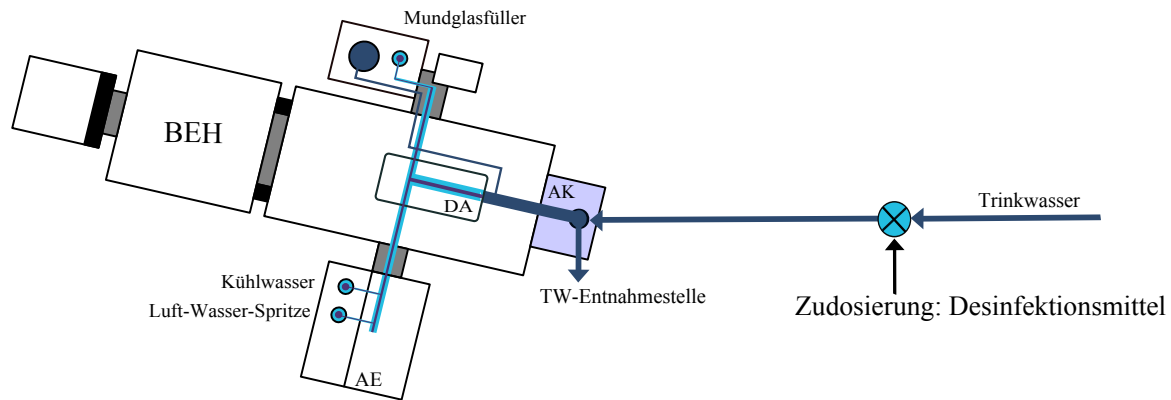 Mundglasfüller
BEH
AK
DA
Trinkwasser
Kühlwasser
Luft-Wasser-Spritze
TW-Entnahmestelle
Zudosierung: Desinfektionsmittel
AE